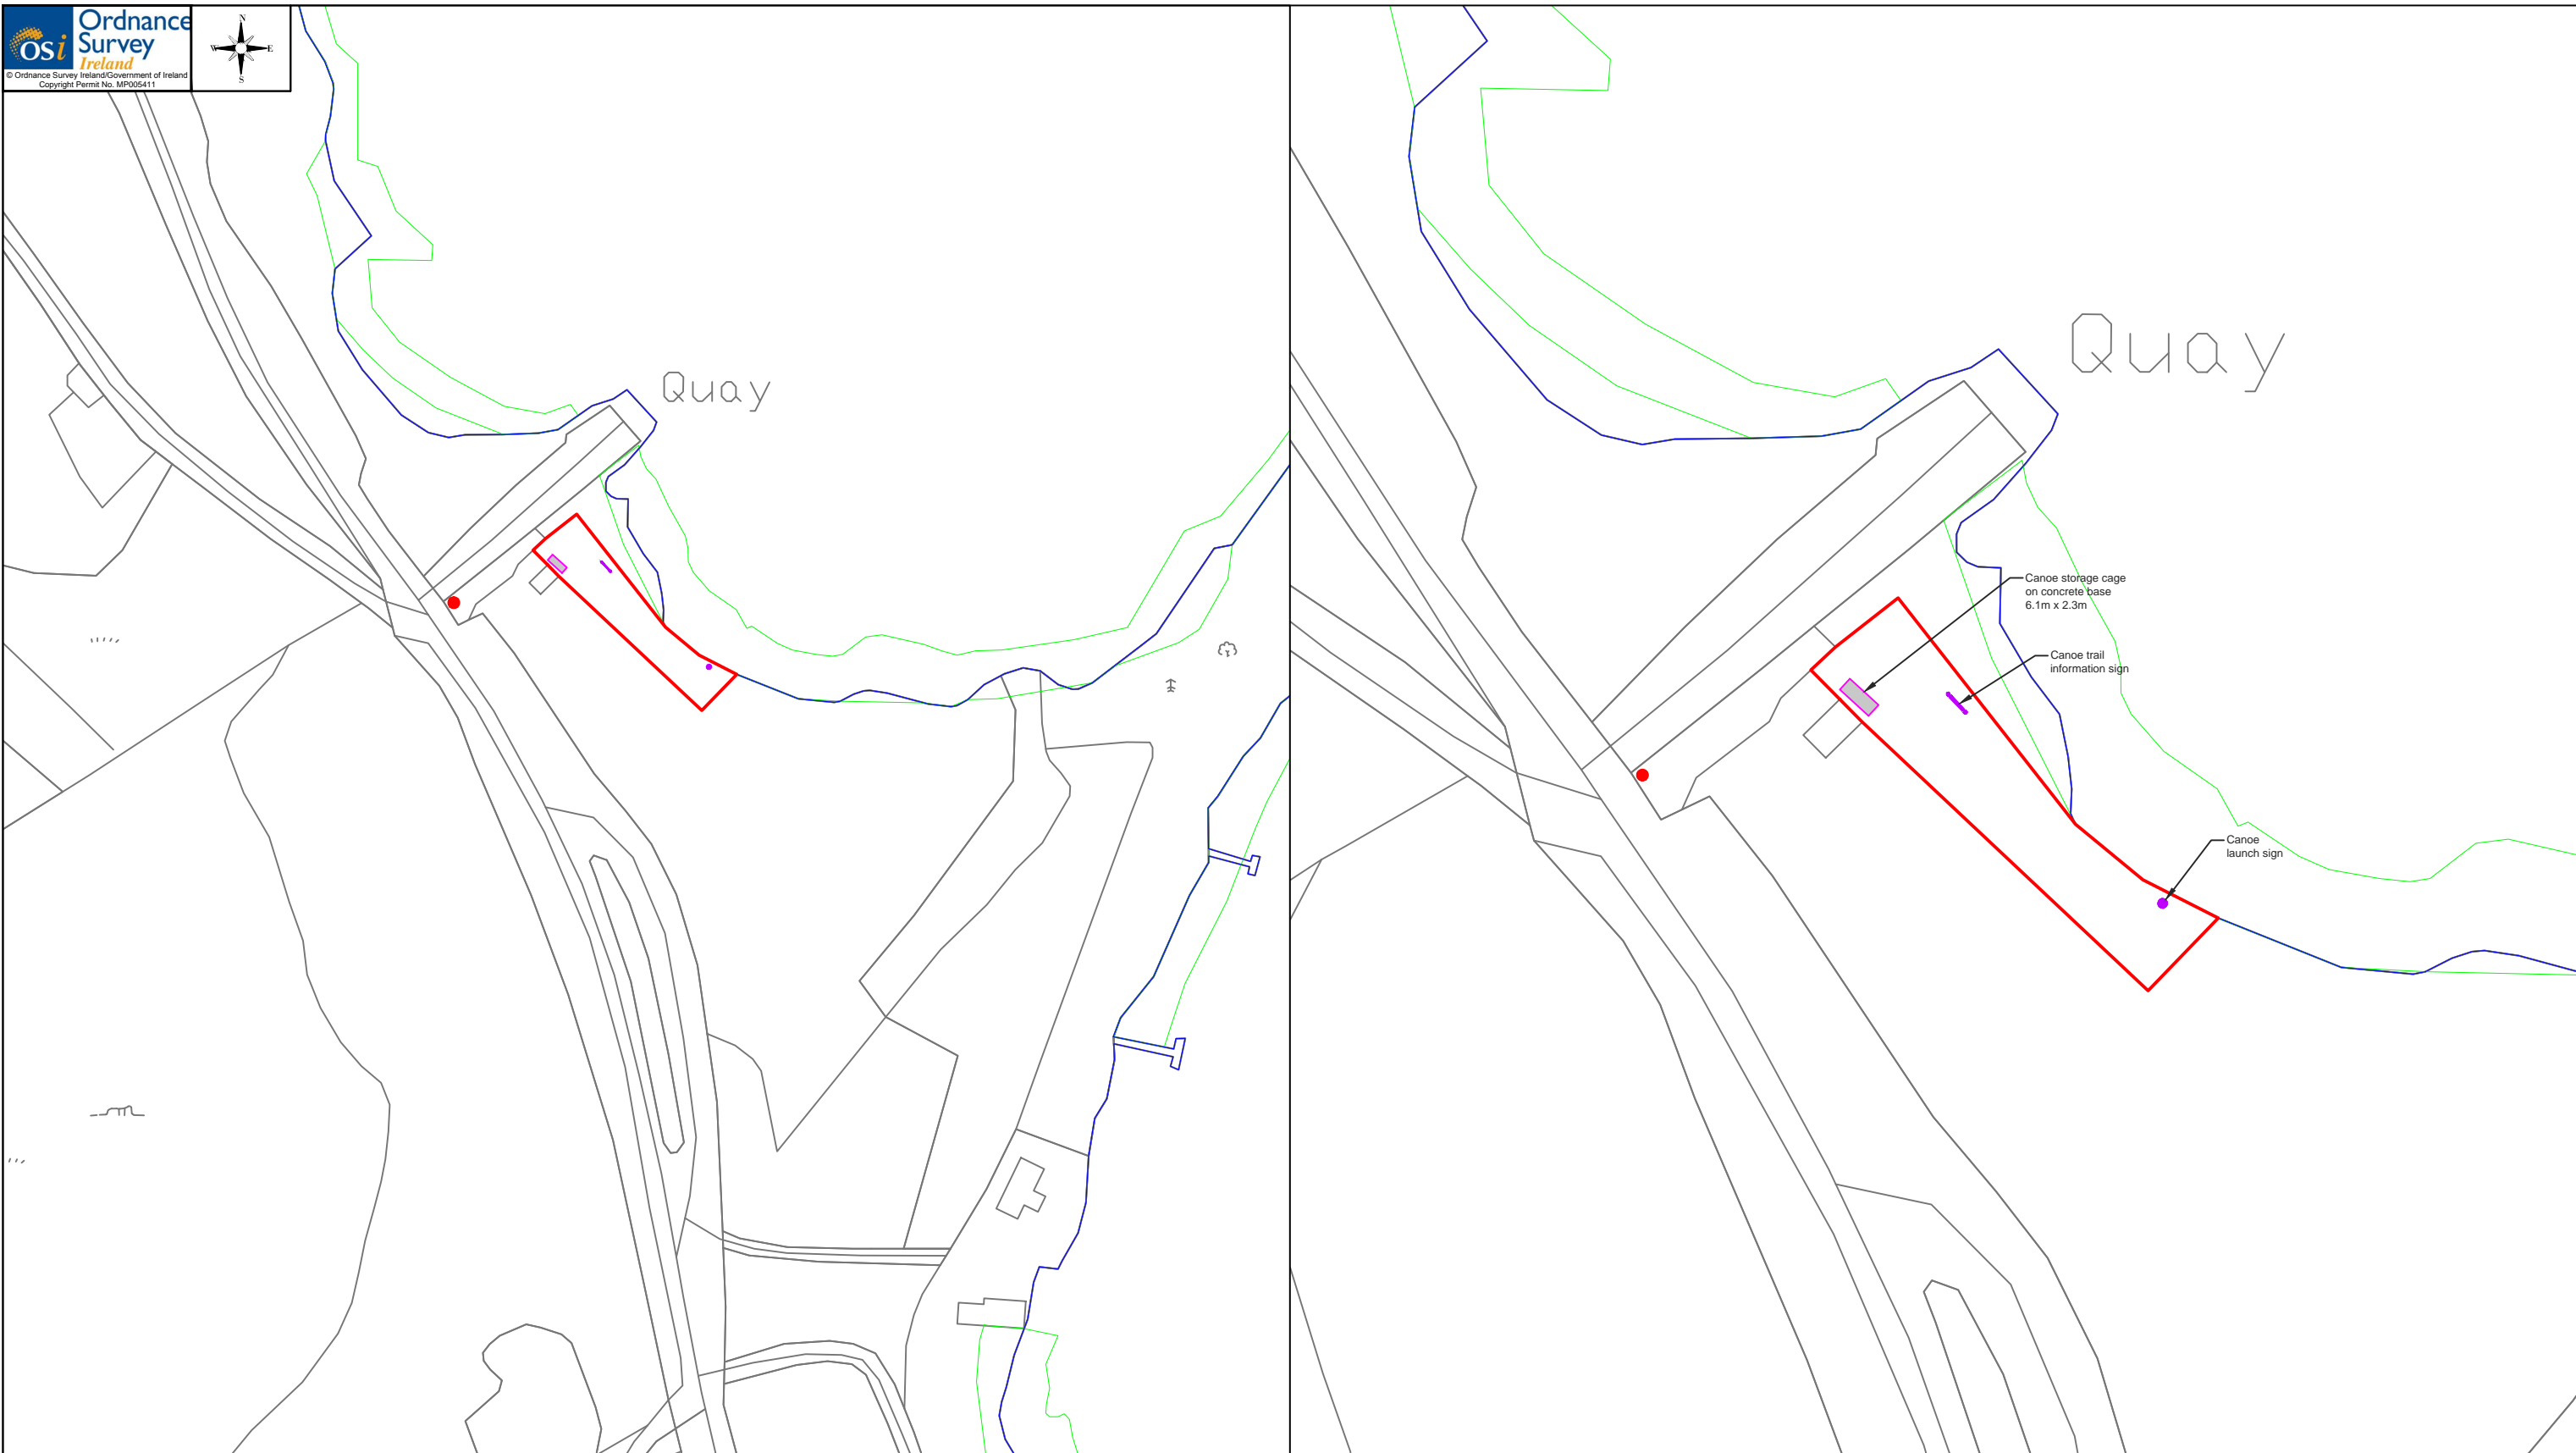 Ordnance
Survey
Ireland
osi
© Ordnance Survey Ireland/Government of Ireland
Copyright Permit No. MP005411
N
W
E
S
Quay
Quay
Canoe storage cage
on concrete base
6.1m x 2.3m
Canoe trail
information sign
Canoe
launch sign